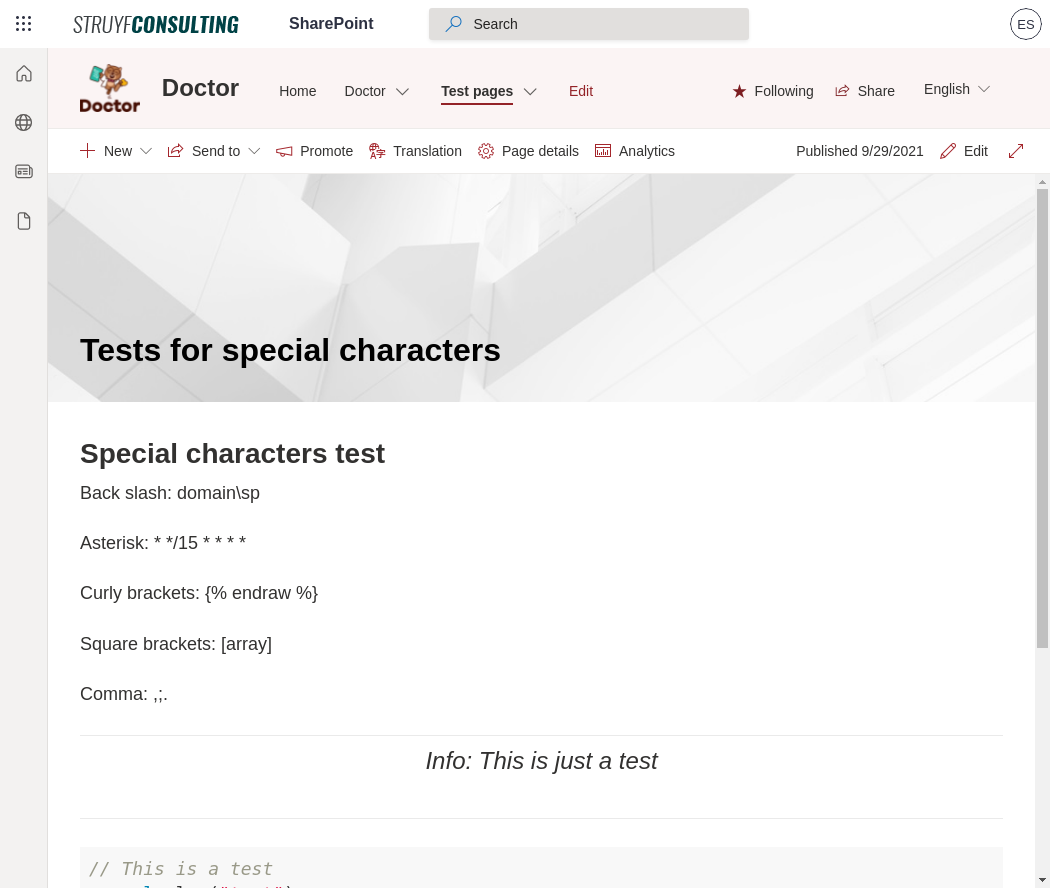 STRUYFCONSULTING SharePoint Search ES
Doctor Doctor Home Doctor Test pages Edit Following Share English
New Send to Promote Translation Page details Analytics Published 9/29/2021 Edit
Tests for special characters
Special characters test
Back slash: domain\sp
Asterisk: * */15 * * * *
Curly brackets: {% endraw %}
Square brackets: [array]
Comma: ,;.
Info: This is just a test
// This is a test